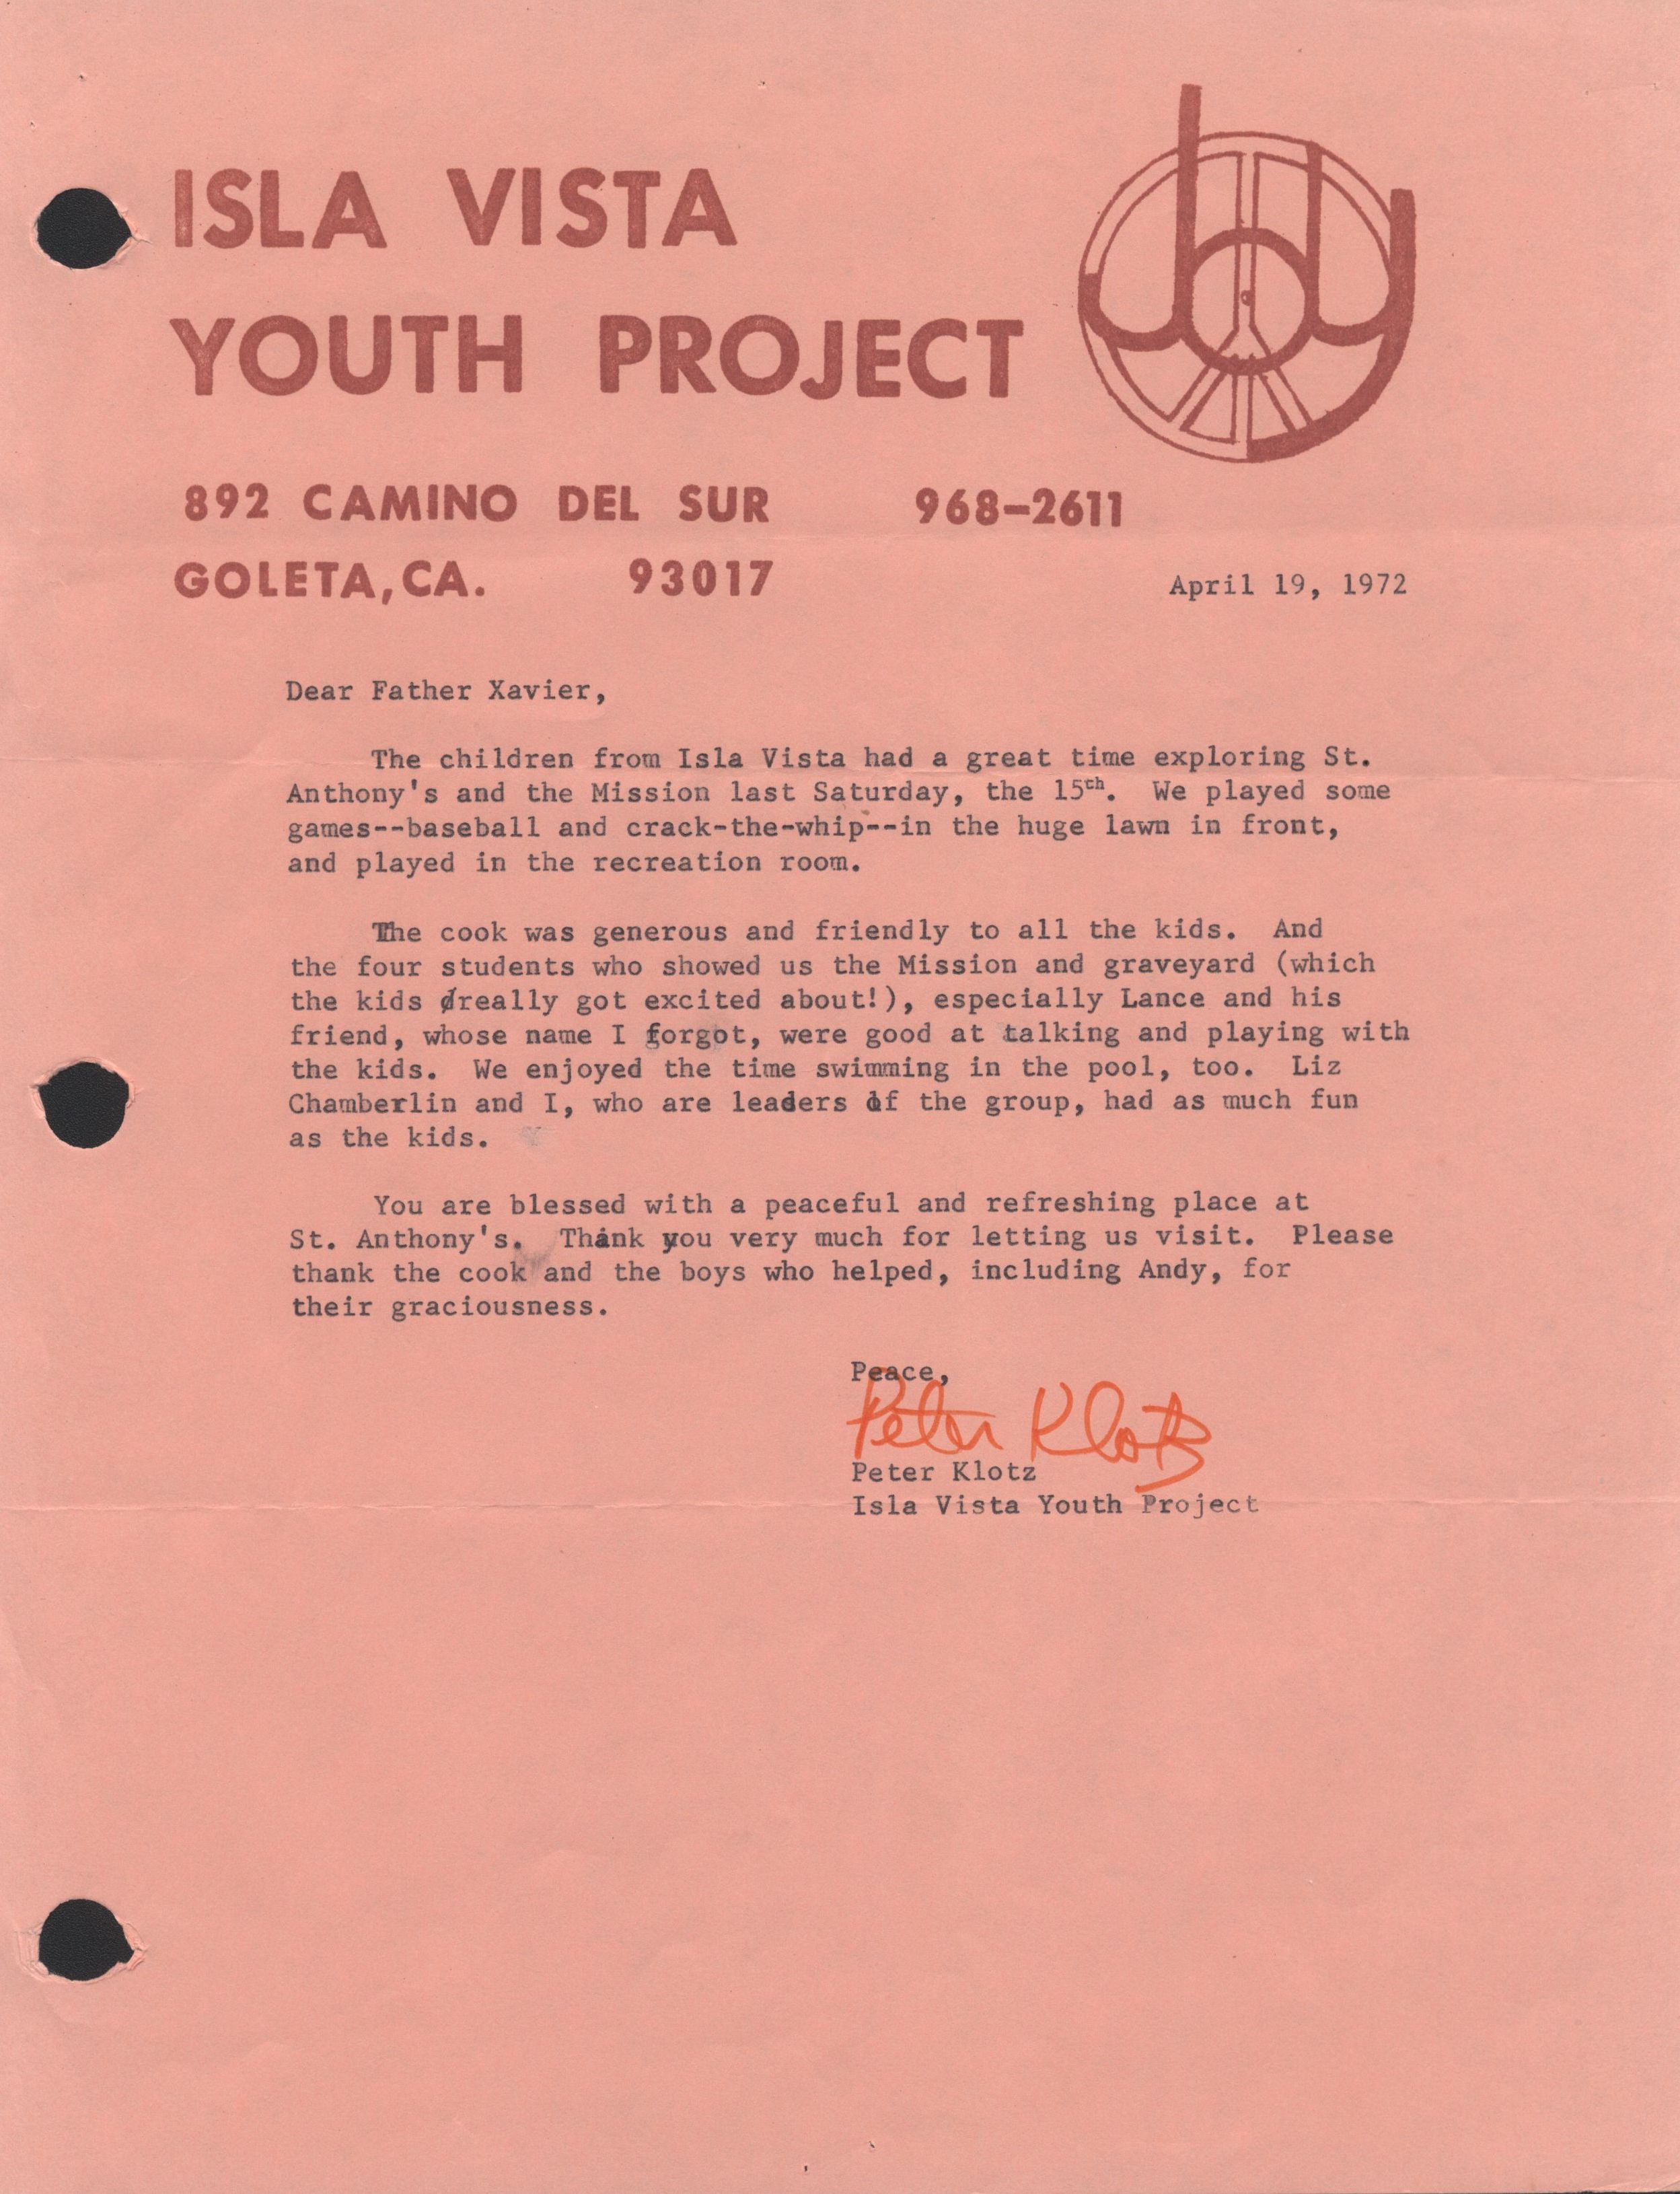 ISLA VISTA
YOUTH PROJECT
892 CAMINO DEL SUR 968-2611
GOLETA, CA. 93017
April 19, 1972
Dear Father Xavier,
The children from Isla Vista had a great time exploring St.
Anthony's and the Mission last Saturday, the 15th. We played some
games--baseball and crack-the-whip--in the huge lawn in front,
and played in the recreation room.
The cook was generous and friendly to all the kids. And
the four students who showed us the Mission and graveyard (which
the kids really got excited about!), especially Lance and his
friend, whose name I forgot, were good at talking and playing with
the kids. We enjoyed the time swimming in the pool, too. Liz
Chamberlin and I, who are leaders of the group, had as much fun
as the kids.
You are blessed with a peaceful and refreshing place at
St. Anthony's. Thank you very much for letting us visit. Please
thank the cook and the boys who helped, including Andy, for
their graciousness.
Peace,
Peter Klotz
Peter Klotz
Isla Vista Youth Project